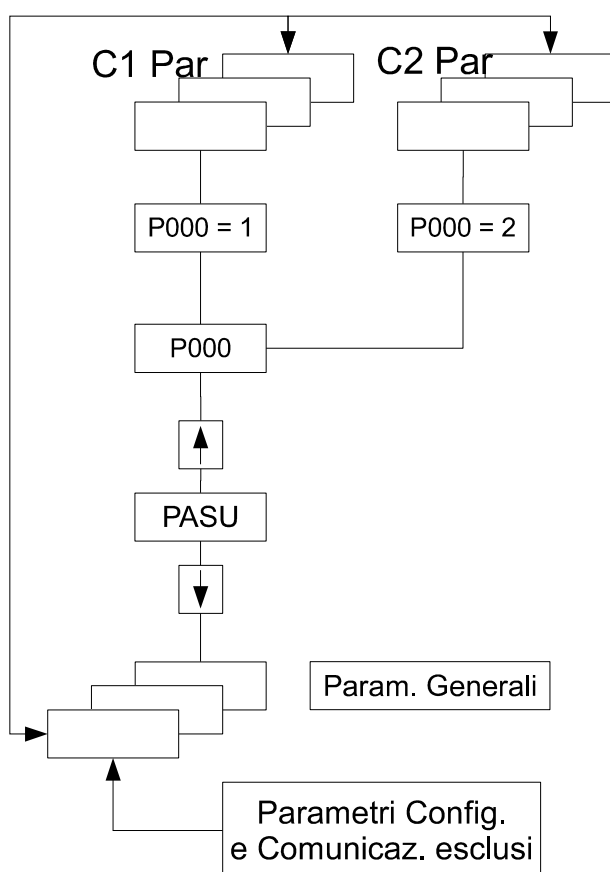 C1 Par
C2 Par
P000 = 1
P000 = 2
P000
PASU
Param. Generali
Parametri Config.
e Comunicaz. esclusi